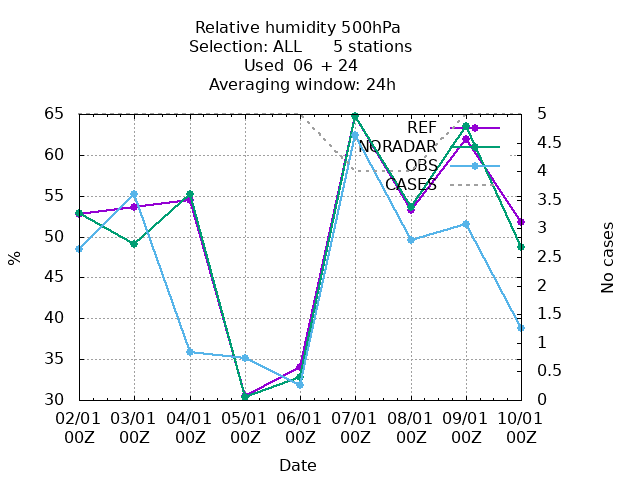 Relative humidity 500hPa
Selection: ALL 5 stations
Used 06 + 24
Averaging window: 24h
65
60
55
50
45
40
35
30
%
5
4.5
4
3.5
3
2.5
2
1.5
1
0.5
0
No cases
REF
NORADAR
OBS
CASES
02/01 03/01 04/01 05/01 06/01 07/01 08/01 09/01 10/01
00Z 00Z 00Z 00Z 00Z 00Z 00Z 00Z 00Z
Date